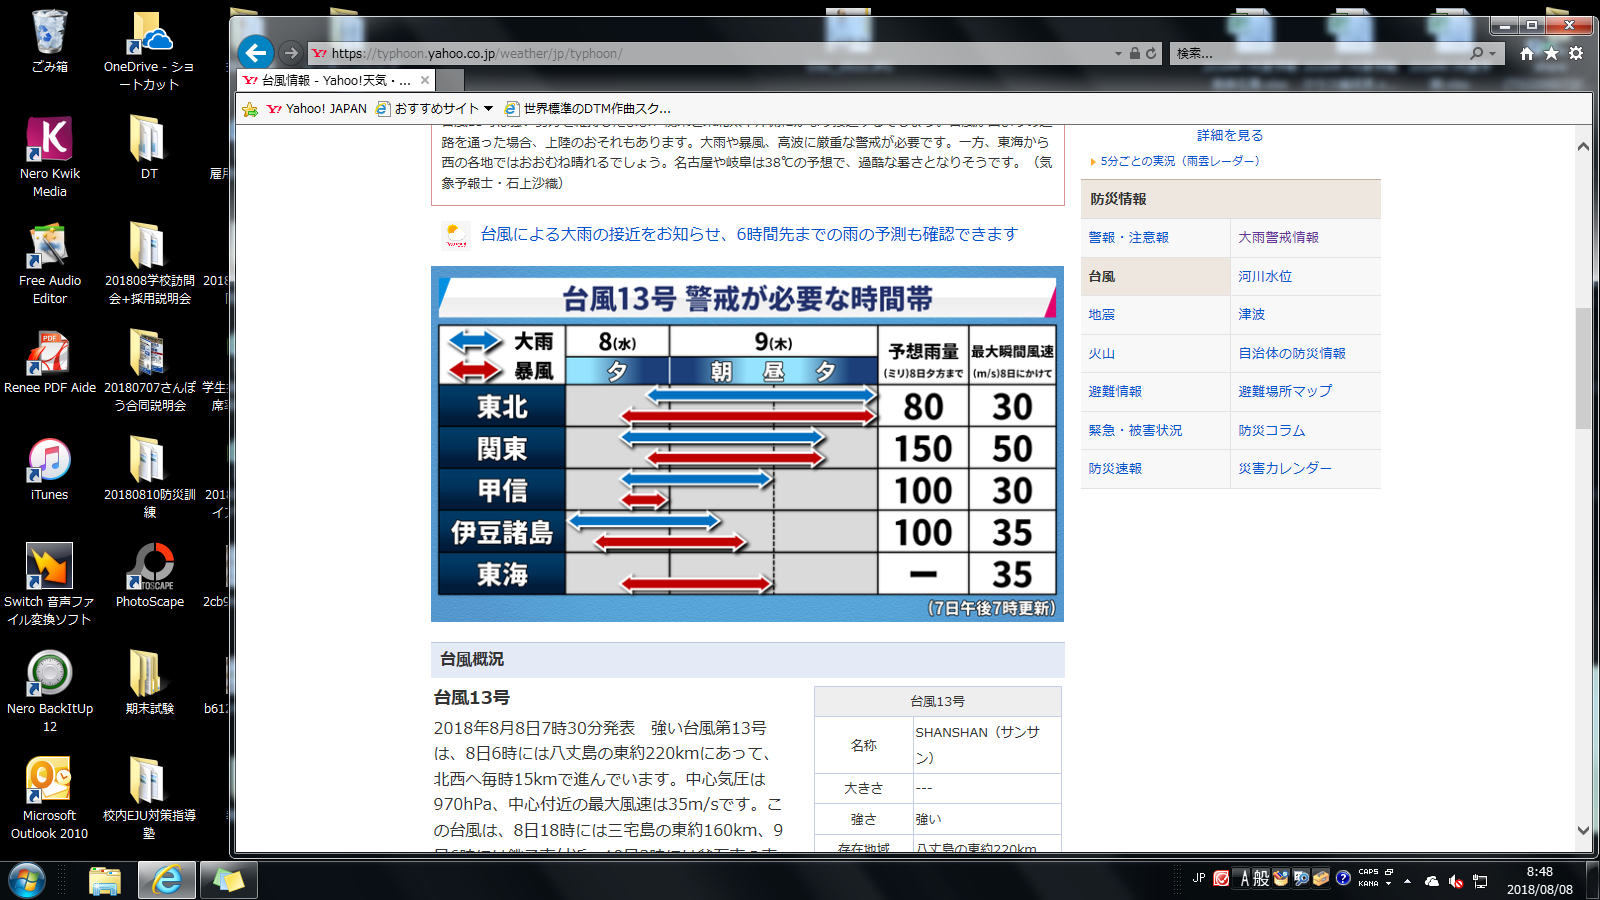 https://typhoon.yahoo.co.jp/weather/jp/typhoon/
検索...
台風情報 - Yahoo!天気・...
Yahoo! JAPAN
おすすめサイト
世界標準のDTM作曲スク...
ごみ箱
OneDrive - ショートカット
Nero Kwik Media
DT
Free Audio Editor
201808学校訪問会+採用説明会
Renee PDF Aide
20180707さんぽう合同説明会
iTunes
20180810防災訓練
Switch 音声ファイル変換ソフト
PhotoScape
Nero BackItUp 12
期末試験
Microsoft Outlook 2010
校内EJU対策指導塾
路を通った場合、上陸のおそれもあります。大雨や暴風、高波に厳重な警戒が必要です。一方、東海から
西の各地ではおおむね晴れるでしょう。名古屋や岐阜は38℃の予想で、過酷な暑さとなりそうです。（気
象予報士・石上沙織）
台風による大雨の接近をお知らせ、6時間先までの雨の予測も確認できます
台風13号 警戒が必要な時間帯
大雨
暴風
8(水) 9(木)
夕 朝 昼 夕
予想雨量
(ミリ)8日夕方まで
最大瞬間風速
(m/s)8日にかけて
東北 80 30
関東 150 50
甲信 100 30
伊豆諸島 100 35
東海 ー 35
(7日午後7時更新)
台風概況
台風13号
2018年8月8日7時30分発表　強い台風第13号
は、8日6時には八丈島の東約220kmにあって、
北西へ毎時15kmで進んでいます。中心気圧は
970hPa、中心付近の最大風速は35m/sです。こ
の台風は、8日18時には三宅島の東約160km、9
台風13号
名称 SHANSHAN（サンサン）
大きさ ---
強さ 強い
存在地域 八丈島の東約220km
詳細を見る
5分ごとの実況（雨雲レーダー）
防災情報
警報・注意報 大雨警戒情報
台風 河川水位
地震 津波
火山 自治体の防災情報
避難情報 避難場所マップ
緊急・被害状況 防災コラム
防災速報 災害カレンダー
JP
A 般
CAPS
KANA
8:48
2018/08/08